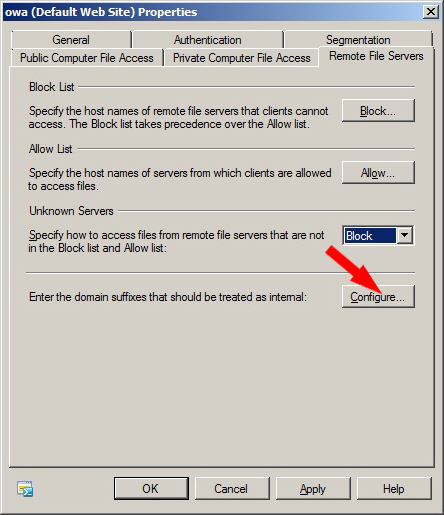 owa (Default Web Site) Properties
General Authentication Segmentation
Public Computer File Access Private Computer File Access Remote File Servers
Block List
Specify the host names of remote file servers that clients cannot
access. The Block list takes precedence over the Allow list.
Block...
Allow List
Specify the host names of servers from which clients are allowed
to access files.
Allow...
Unknown Servers
Specify how to access files from remote file servers that are not
in the Block list and Allow list:
Block
Enter the domain suffixes that should be treated as internal:
Configure...
OK Cancel Apply Help